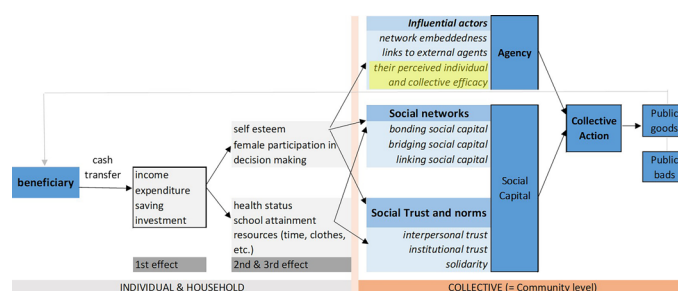 Influential actors
network embeddedness
links to external agents
their perceived individual
and collective efficacy
Agency
Social networks
bonding social capital
bridging social capital
linking social capital
Social Trust and norms
interpersonal trust
institutional trust
solidarity
Social
Capital
Collective
Action
Public
goods
Public
bads
self esteem
female participation in
decision making
cash
transfer
beneficiary
income
expenditure
saving
investment
health status
school attainment
resources (time, clothes,
etc.)
1st effect
2nd & 3rd effect
INDIVIDUAL & HOUSEHOLD
COLLECTIVE (= Community level)